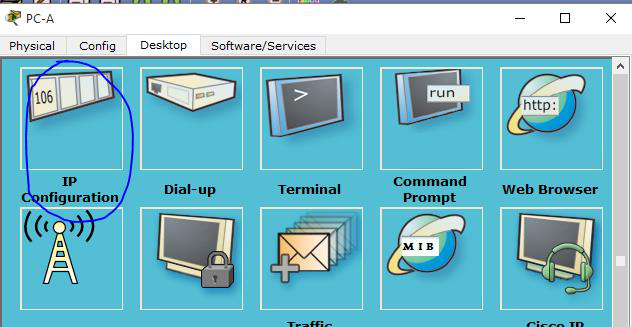 PC-A
Physical Config Desktop Software/Services
106 > run http:
IP
Configuration Dial-up Terminal Command
Prompt Web Browser
MIB
Traffic
Cisco IP